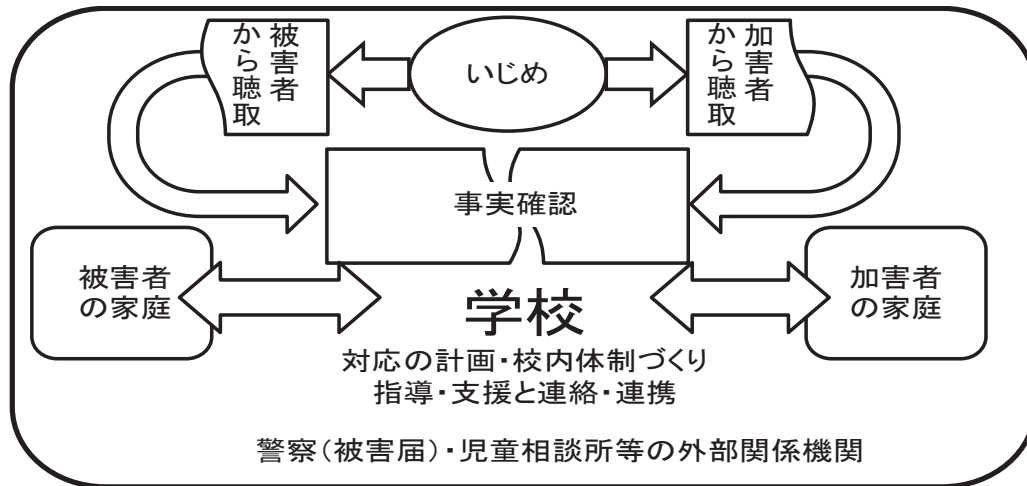 被害者
から聴取
いじめ
加害者
から聴取
事実確認
被害者
の家庭
学校
加害者
の家庭
対応の計画・校内体制づくり
指導・支援と連絡・連携
警察(被害届)・児童相談所等の外部関係機関